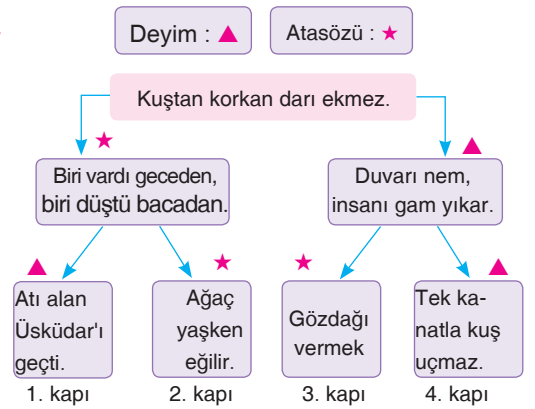 Deyim : ▲
Atasözü : ★
Kuştan korkan darı ekmez.
★
▲
Biri vardı geceden,
biri düştü bacadan.
Duvarı nem,
insanı gam yıkar.
▲
★
★
▲
Atı alan
Üsküdar'ı
geçti.
Ağaç
yaşken
eğilir.
Gözdağı
vermek
Tek ka-
natla kuş
uçmaz.
1. kapı
2. kapı
3. kapı
4. kapı